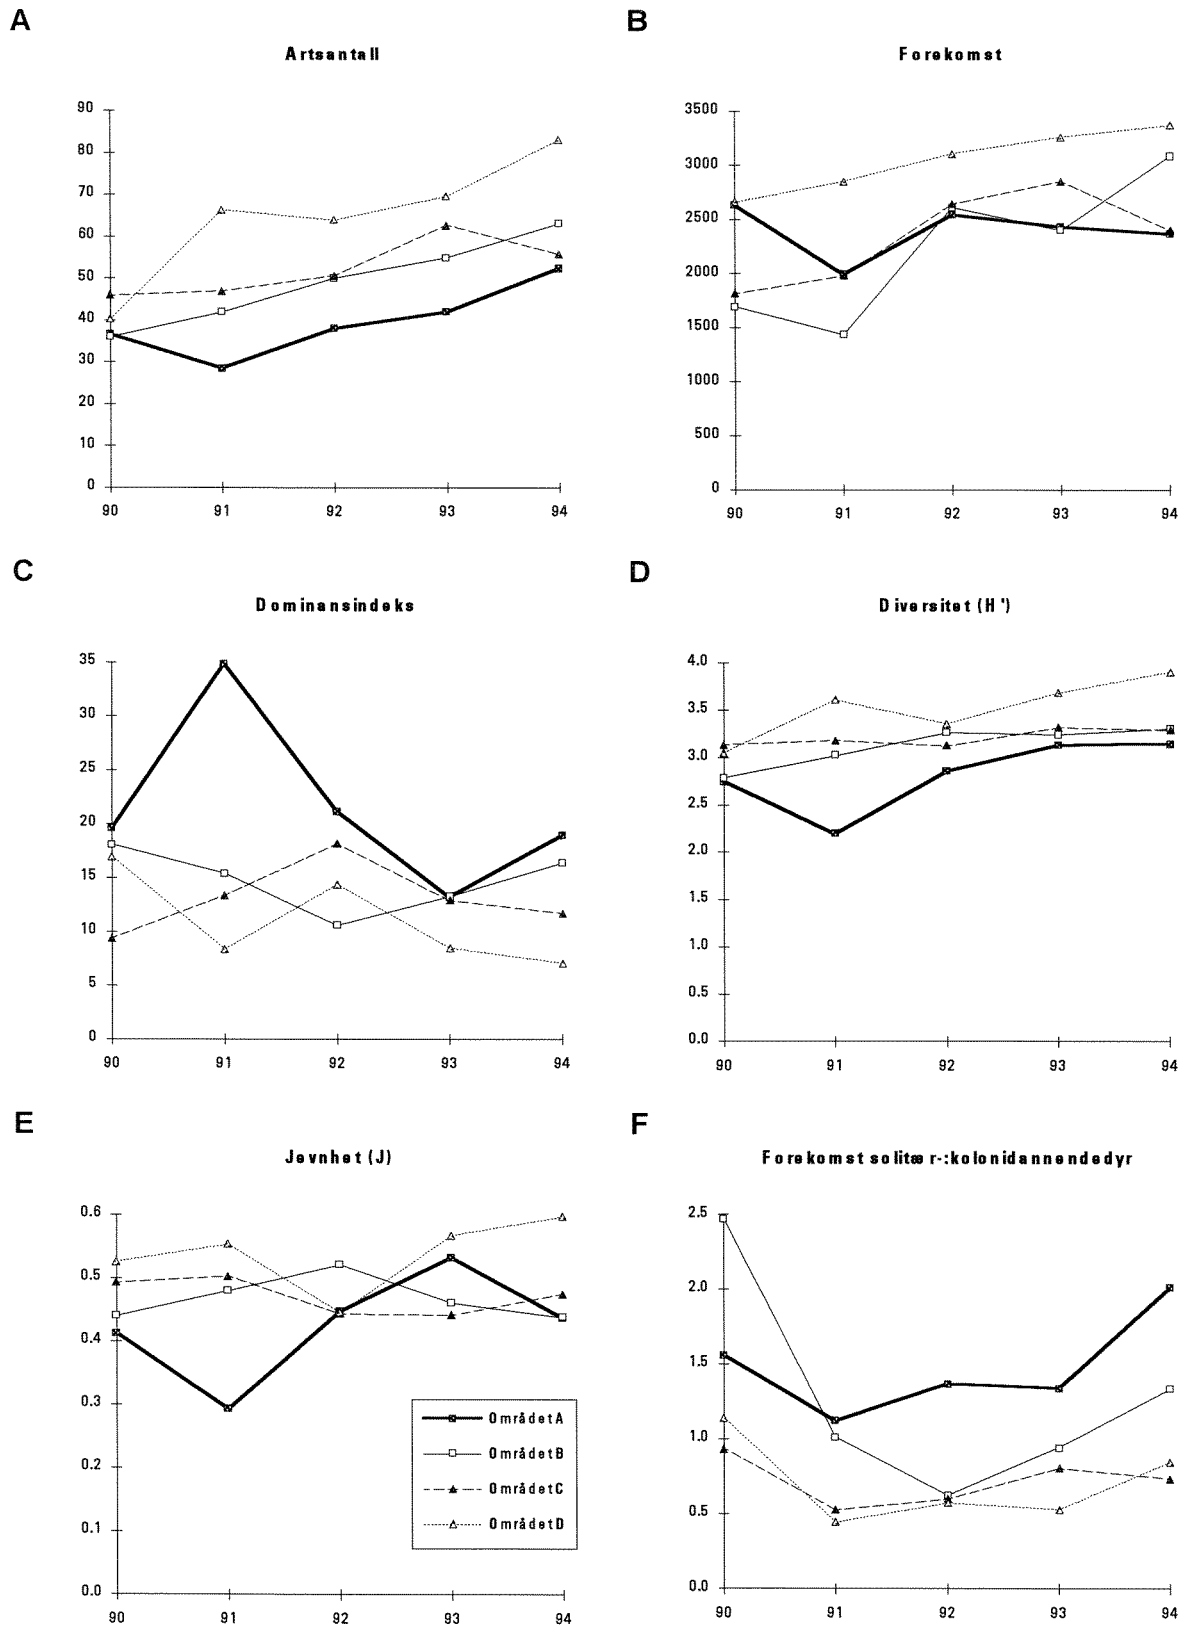 A
Artsantall
90
80
70
60
50
40
30
20
10
0
90 91 92 93 94
B
Forekomst
3500
3000
2500
2000
1500
1000
500
0
90 91 92 93 94
C
Dominansindeks
35
30
25
20
15
10
5
0
90 91 92 93 94
D
Diversitet (H')
4.0
3.5
3.0
2.5
2.0
1.5
1.0
0.5
0.0
90 91 92 93 94
E
Jevnhet (J)
0.6
0.5
0.4
0.3
0.2
0.1
0.0
90 91 92 93 94
Området A
Området B
Området C
Området D
F
Forekomst solitær-:kolonidannendedyr
2.5
2.0
1.5
1.0
0.5
0.0
90 91 92 93 94